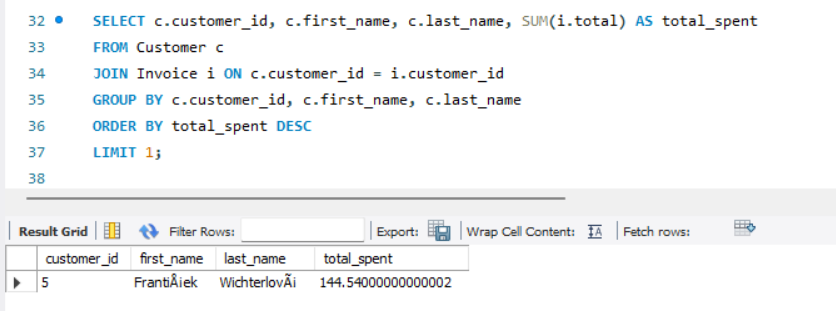 32 SELECT c.customer_id, c.first_name, c.last_name, SUM(i.total) AS total_spent
33 FROM Customer c
34 JOIN Invoice i ON c.customer_id = i.customer_id
35 GROUP BY c.customer_id, c.first_name, c.last_name
36 ORDER BY total_spent DESC
37 LIMIT 1;
38
Result Grid Filter Rows: Export: Wrap Cell Content: IA Fetch rows:
customer_id first_name last_name total_spent
5 FrantiÅ¡ek WichterlovÃ¡ 144.54000000000002